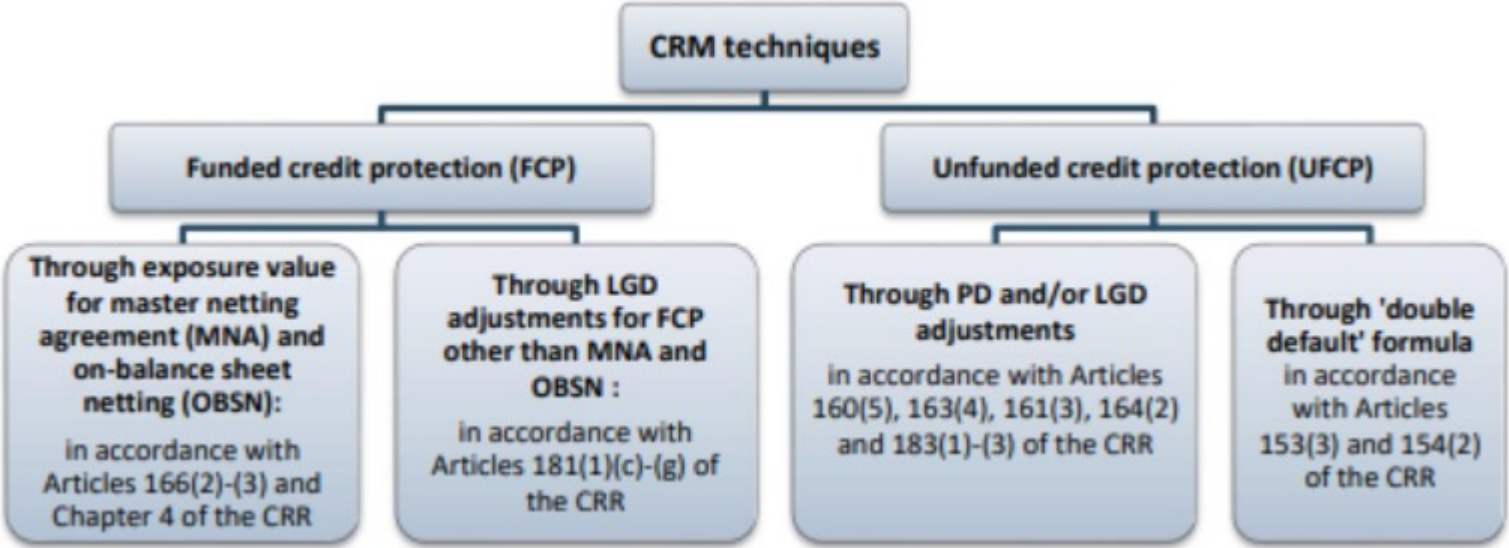 CRM techniques
Funded credit protection (FCP)
Unfunded credit protection (UFCP)
Through exposure value
for master netting
agreement (MNA) and
on-balance sheet
netting (OBSN):
in accordance with
Articles 166(2)-(3) and
Chapter 4 of the CRR
Through LGD
adjustments for FCP
other than MNA and
OBSN :
in accordance with
Articles 181(1)(c)-(g) of
the CRR
Through PD and/or LGD
adjustments
in accordance with Articles
160(5), 163(4), 161(3), 164(2)
and 183(1)-(3) of the CRR
Through 'double
default' formula
in accordance
with Articles
153(3) and 154(2)
of the CRR